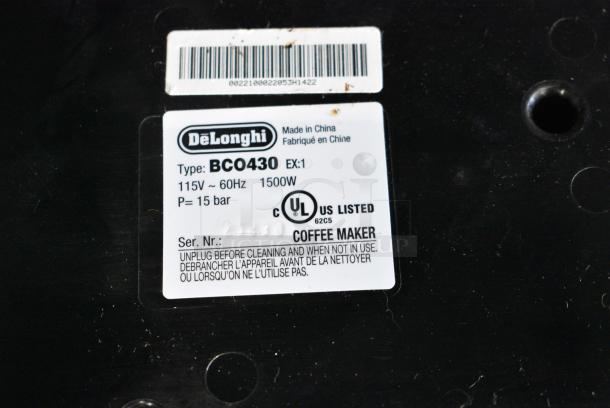 0022100022053H1422
DeLonghi
Made in China
Fabriqué en Chine
Type: BCO430 EX:1
115V ~ 60Hz 1500W
P= 15 bar
C UL US LISTED
62C5
Ser. Nr.:
COFFEE MAKER
UNPLUG BEFORE CLEANING AND WHEN NOT IN USE.
DEBRANCHER L'APPAREIL AVANT DE LA NETTOYER
OU LORSQU'ON NE L'UTILISE PAS.